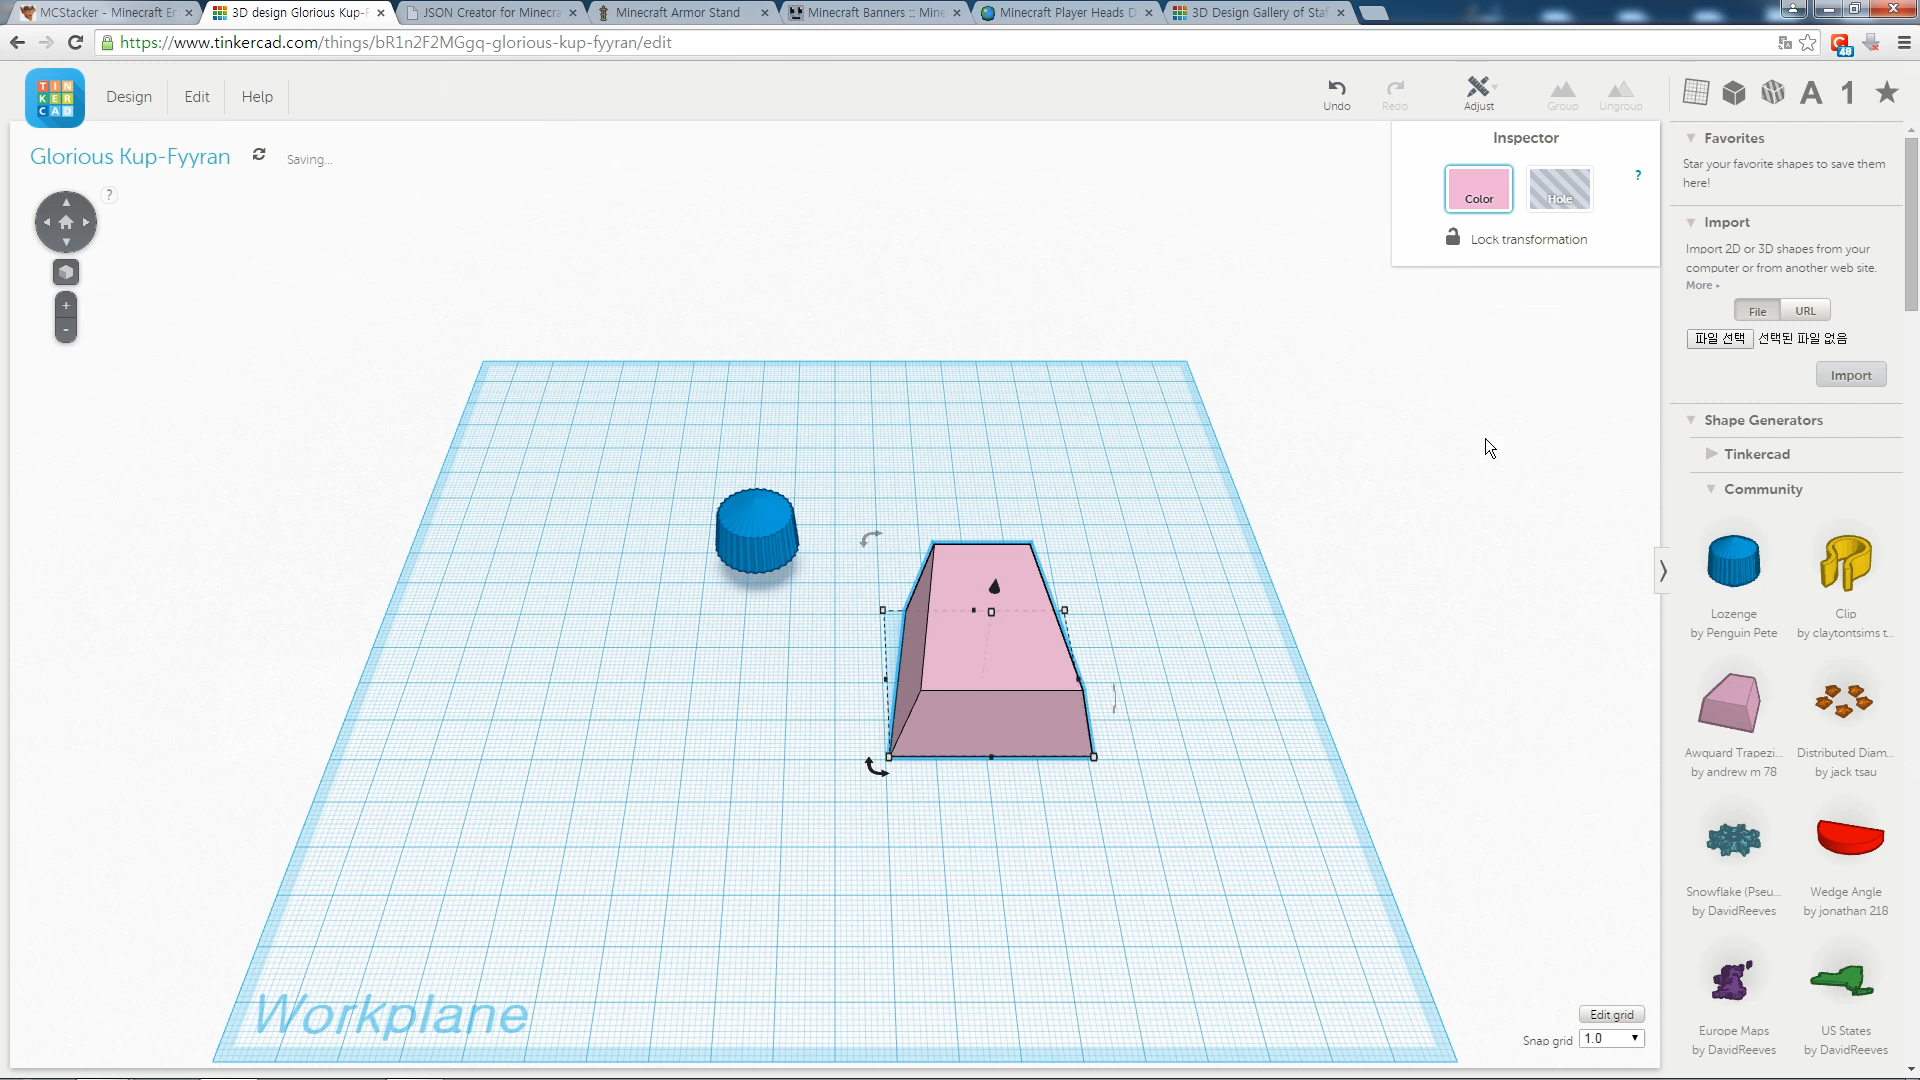 MCStacker - Minecraft Er
3D design Glorious Kup-F
JSON Creator for Minecra
Minecraft Armor Stand
Minecraft Banners :: Mine
Minecraft Player Heads D
3D Design Gallery of Staf
https://www.tinkercad.com/things/bR1n2F2MGgq-glorious-kup-fyyran/edit
48
TIN
KER
CAD
Design
Edit
Help
Undo
Redo
Adjust
Group
Ungroup
A
1
Glorious Kup-Fyyran
Saving...
?
+
-
Inspector
Color
Hole
?
Lock transformation
Favorites
Star your favorite shapes to save them
here!
Import
Import 2D or 3D shapes from your
computer or from another web site.
More
File
URL
파일 선택
선택된 파일 없음
Import
Shape Generators
Tinkercad
Community
Lozenge
by Penguin Pete
Clip
by claytontsims t...
Awquard Trapezi...
by andrew m 78
Distributed Diam...
by jack tsau
Snowflake (Pseu...
by DavidReeves
Wedge Angle
by jonathan 218
Europe Maps
by DavidReeves
US States
by DavidReeves
Workplane
Edit grid
Snap grid
1.0